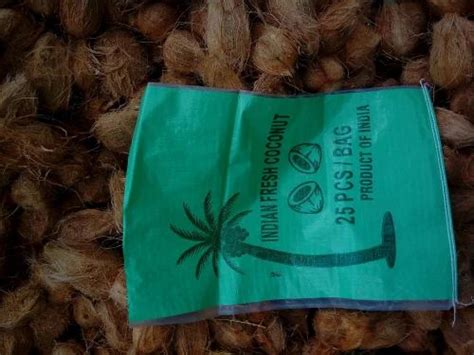 INDIAN FRESH COCONUT
25 PCS / BAG
PRODUCT OF INDIA